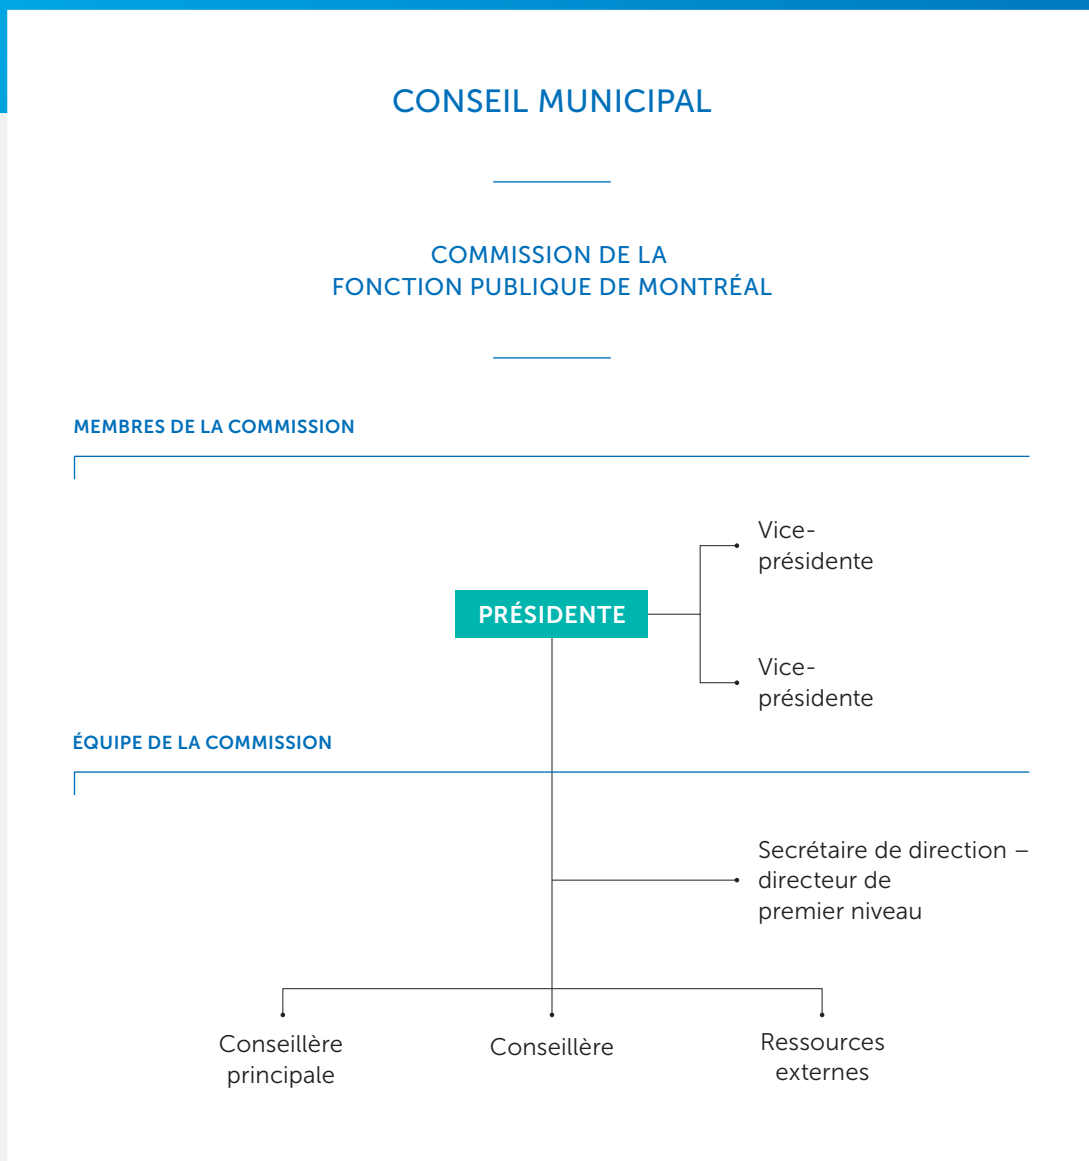 CONSEIL MUNICIPAL
COMMISSION DE LA
FONCTION PUBLIQUE DE MONTRÉAL
MEMBRES DE LA COMMISSION
Vice-
présidente
PRÉSIDENTE
Vice-
présidente
ÉQUIPE DE LA COMMISSION
Secrétaire de direction –
directeur de
premier niveau
Conseillère
principale
Conseillère
Ressources
externes